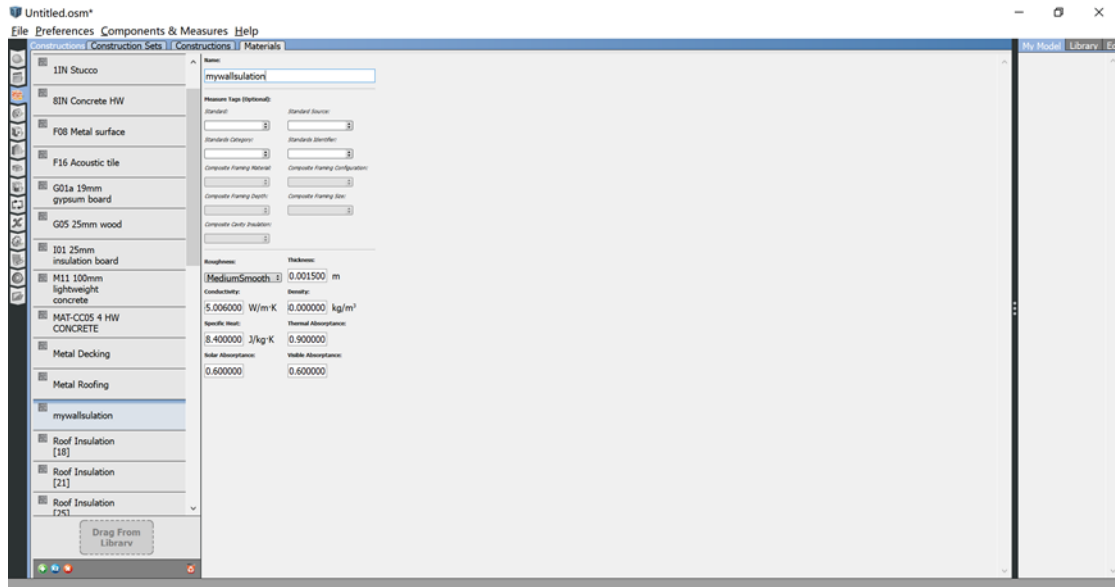 Untitled.osm*
File Preferences Components & Measures Help
Constructions Construction Sets Constructions Materials
My Model Library Ed
1IN Stucco
8IN Concrete HW
F08 Metal surface
F16 Acoustic tile
G01a 19mm
gypsum board
G05 25mm wood
I01 25mm
insulation board
M11 100mm
lightweight
concrete
MAT-CC05 4 HW
CONCRETE
Metal Decking
Metal Roofing
mywallsulation
Roof Insulation
[18]
Roof Insulation
[21]
Roof Insulation
[25]
Drag From
Library
Name:
mywallsulation
Measure Tags (Optional):
Standard: Standard Source:
Standards Category: Standards Identifier:
Composite Framing Material: Composite Framing Configuration:
Composite Framing Depth: Composite Framing Size:
Composite Cavity Insulation:
Roughness: Thickness:
MediumSmooth 0.001500 m
Conductivity: Density:
5.006000 W/m·K 0.000000 kg/m³
Specific Heat: Thermal Absorptance:
8.400000 J/kg·K 0.900000
Solar Absorptance: Visible Absorptance:
0.600000 0.600000